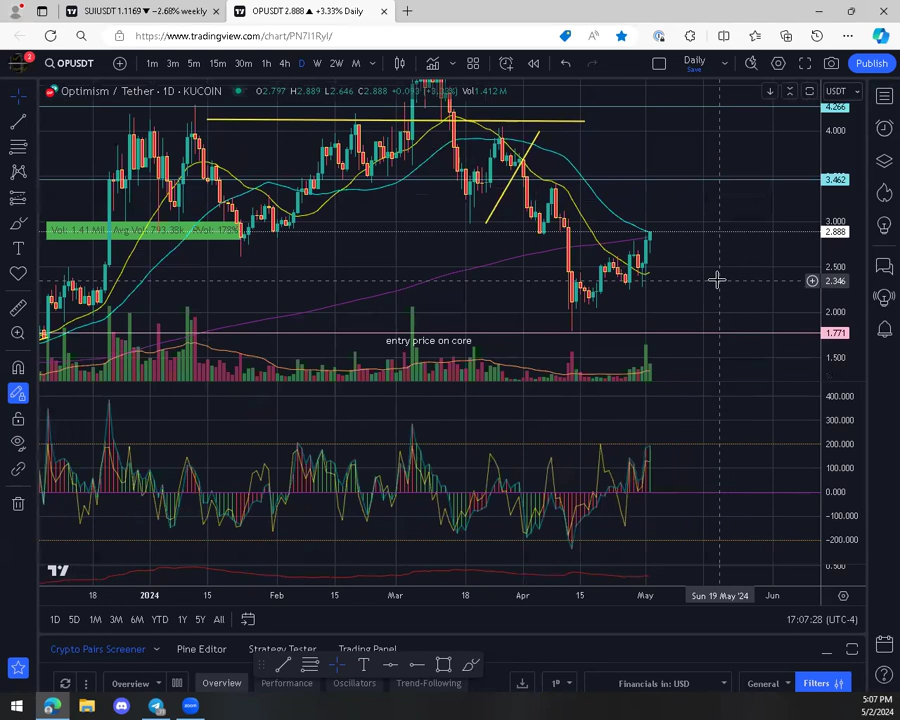 SUIUSDT 1.1169 ▼ −2.68% weekly
OPUSDT 2.888 ▲ +3.33% Daily
https://www.tradingview.com/chart/PN7I1Ryl/
2
OPUSDT
1m 3m 5m 15m 30m 1h 4h D W 2W M
Daily
Save
Publish
Optimism / Tether · 1D · KUCOIN
O2.797 H2.889 L2.646 C2.888
Vol1.412M
USDT
4.266
4.000
3.462
3.000
Vol: 1.41 Mil
2.888
2.500
2.346
2.000
1.771
entry price on core
1.500
400.000
300.000
200.000
100.000
0.000
-100.000
−200.000
0.500
18 2024 15 Feb 15 Mar 18 Apr 15 May Sun 19 May '24 Jun
1D 5D 1M 3M 6M YTD 1Y 5Y All
17:07:28 (UTC-4)
Crypto Pairs Screener
Pine Editor
Strategy Tester
Trading Panel
Overview
Overview
Performance
Oscillators
Trend-Following
1D
Financials in: USD
General
Filters
5:07 PM
5/2/2024